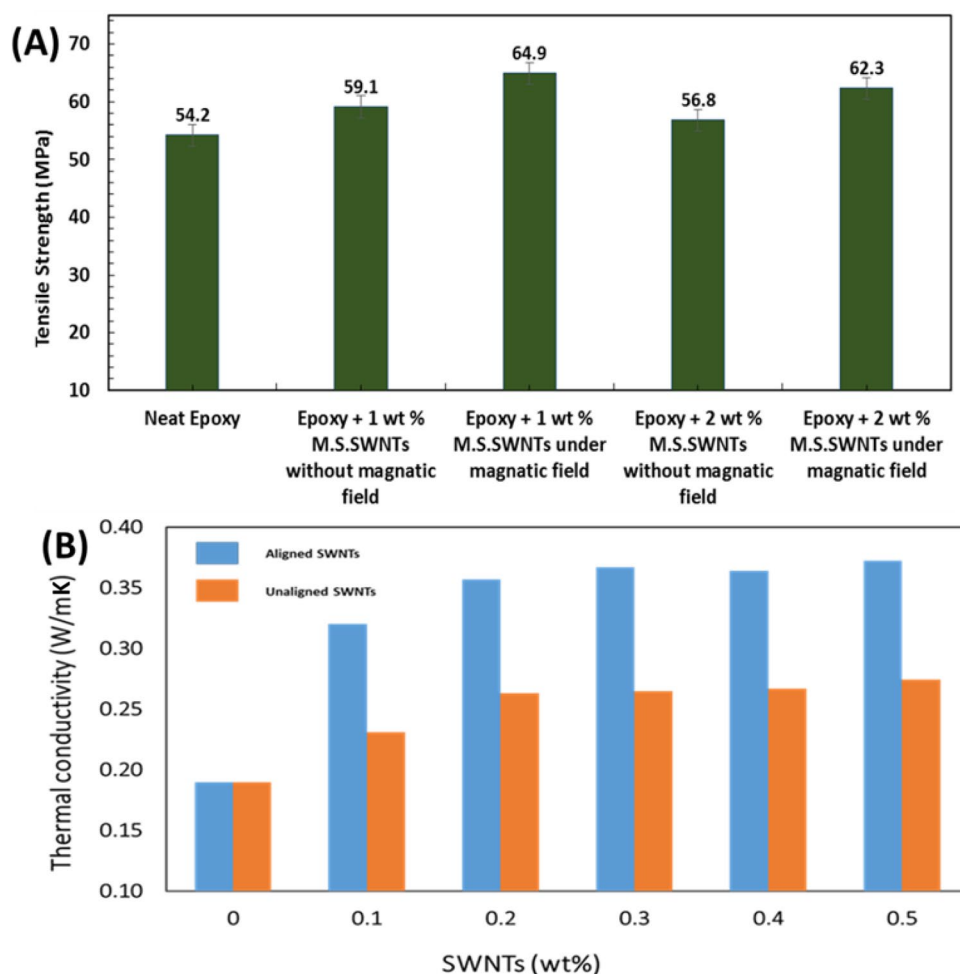 (A)
Tensile Strength (MPa)
70
60
50
40
30
20
10
54.2
59.1
64.9
56.8
62.3
Neat Epoxy
Epoxy + 1 wt %
M.S.SWNTs
without magnatic
field
Epoxy + 1 wt %
M.S.SWNTs under
magnatic field
Epoxy + 2 wt %
M.S.SWNTs
without magnatic
field
Epoxy + 2 wt %
M.S.SWNTs under
magnatic field
(B)
Thermal conductivity (W/mK)
0.40
0.35
0.30
0.25
0.20
0.15
0.10
Aligned SWNTs
Unaligned SWNTs
0
0.1
0.2
0.3
0.4
0.5
SWNTs (wt%)